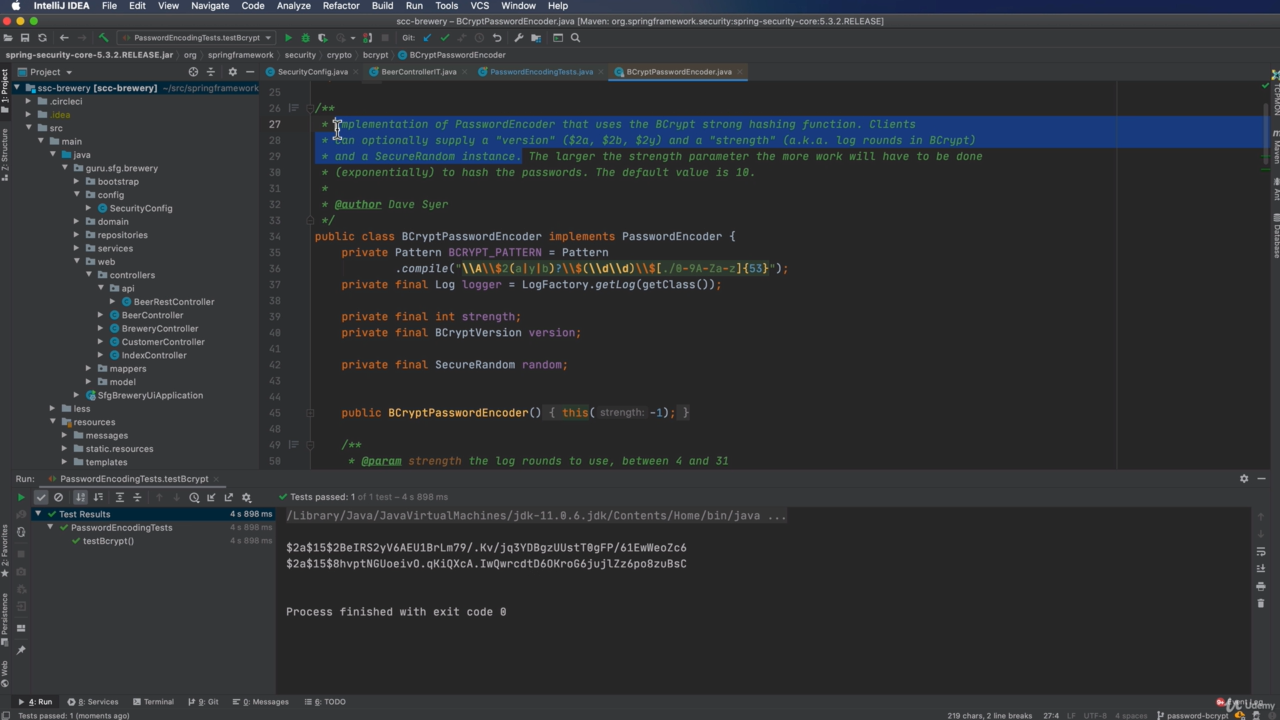 IntelliJ IDEA File Edit View Navigate Code Analyze Refactor Build Run Tools VCS Window Help
scc-brewery – BCryptPasswordEncoder.java [Maven: org.springframework.security:spring-security-core:5.3.2.RELEASE]
PasswordEncodingTests.testBcrypt Git:
spring-security-core-5.3.2.RELEASE.jar org springframework security crypto bcrypt BCryptPasswordEncoder
Project SecurityConfig.java BeerControllerIT.java PasswordEncodingTests.java BCryptPasswordEncoder.java
1: Project
Z: Structure
2: Favorites
Persistence
Web
Maven
Ant
Database
ssc-brewery [scc-brewery] ~/src/springframework
.circleci
.idea
src
main
java
guru.sfg.brewery
bootstrap
config
SecurityConfig
domain
repositories
services
web
controllers
api
BeerRestController
BeerController
BreweryController
CustomerController
IndexController
mappers
model
SfgBreweryUiApplication
less
resources
messages
static.resources
templates
25
26 /**
27 * Implementation of PasswordEncoder that uses the BCrypt strong hashing function. Clients
28 * can optionally supply a "version" ($2a, $2b, $2y) and a "strength" (a.k.a. log rounds in BCrypt)
29 * and a SecureRandom instance. The larger the strength parameter the more work will have to be done
30 * (exponentially) to hash the passwords. The default value is 10.
31 *
32 * @author Dave Syer
33 */
34 public class BCryptPasswordEncoder implements PasswordEncoder {
35 private Pattern BCRYPT_PATTERN = Pattern
36 .compile("\\A\\$2(a|y|b)?\\$(\\d\\d)\\$[./0-9A-Za-z]{53}");
37 private final Log logger = LogFactory.getLog(getClass());
38
39 private final int strength;
40 private final BCryptVersion version;
41
42 private final SecureRandom random;
43
44
45 public BCryptPasswordEncoder() { this( strength: -1); }
48
49 /**
50 * @param strength the log rounds to use, between 4 and 31
Run: PasswordEncodingTests.testBcrypt
Tests passed: 1 of 1 test – 4 s 898 ms
Test Results 4 s 898 ms
PasswordEncodingTests 4 s 898 ms
testBcrypt() 4 s 898 ms
/Library/Java/JavaVirtualMachines/jdk-11.0.6.jdk/Contents/Home/bin/java ...
$2a$15$2BeIRS2yV6AEU1BrLm79/.Kv/jq3YDBgzUUstT0gFP/61EwWeoZc6
$2a$15$8hvptNGUoeivO.qKiQXcA.IwQwrcdtD6OKroG6jujlZz6po8zuBsC
Process finished with exit code 0
4: Run 8: Services Terminal 9: Git 0: Messages 6: TODO
Udemy
Tests passed: 1 (moments ago) 219 chars, 2 line breaks 27:4 LF UTF-8 4 spaces password-bcrypt